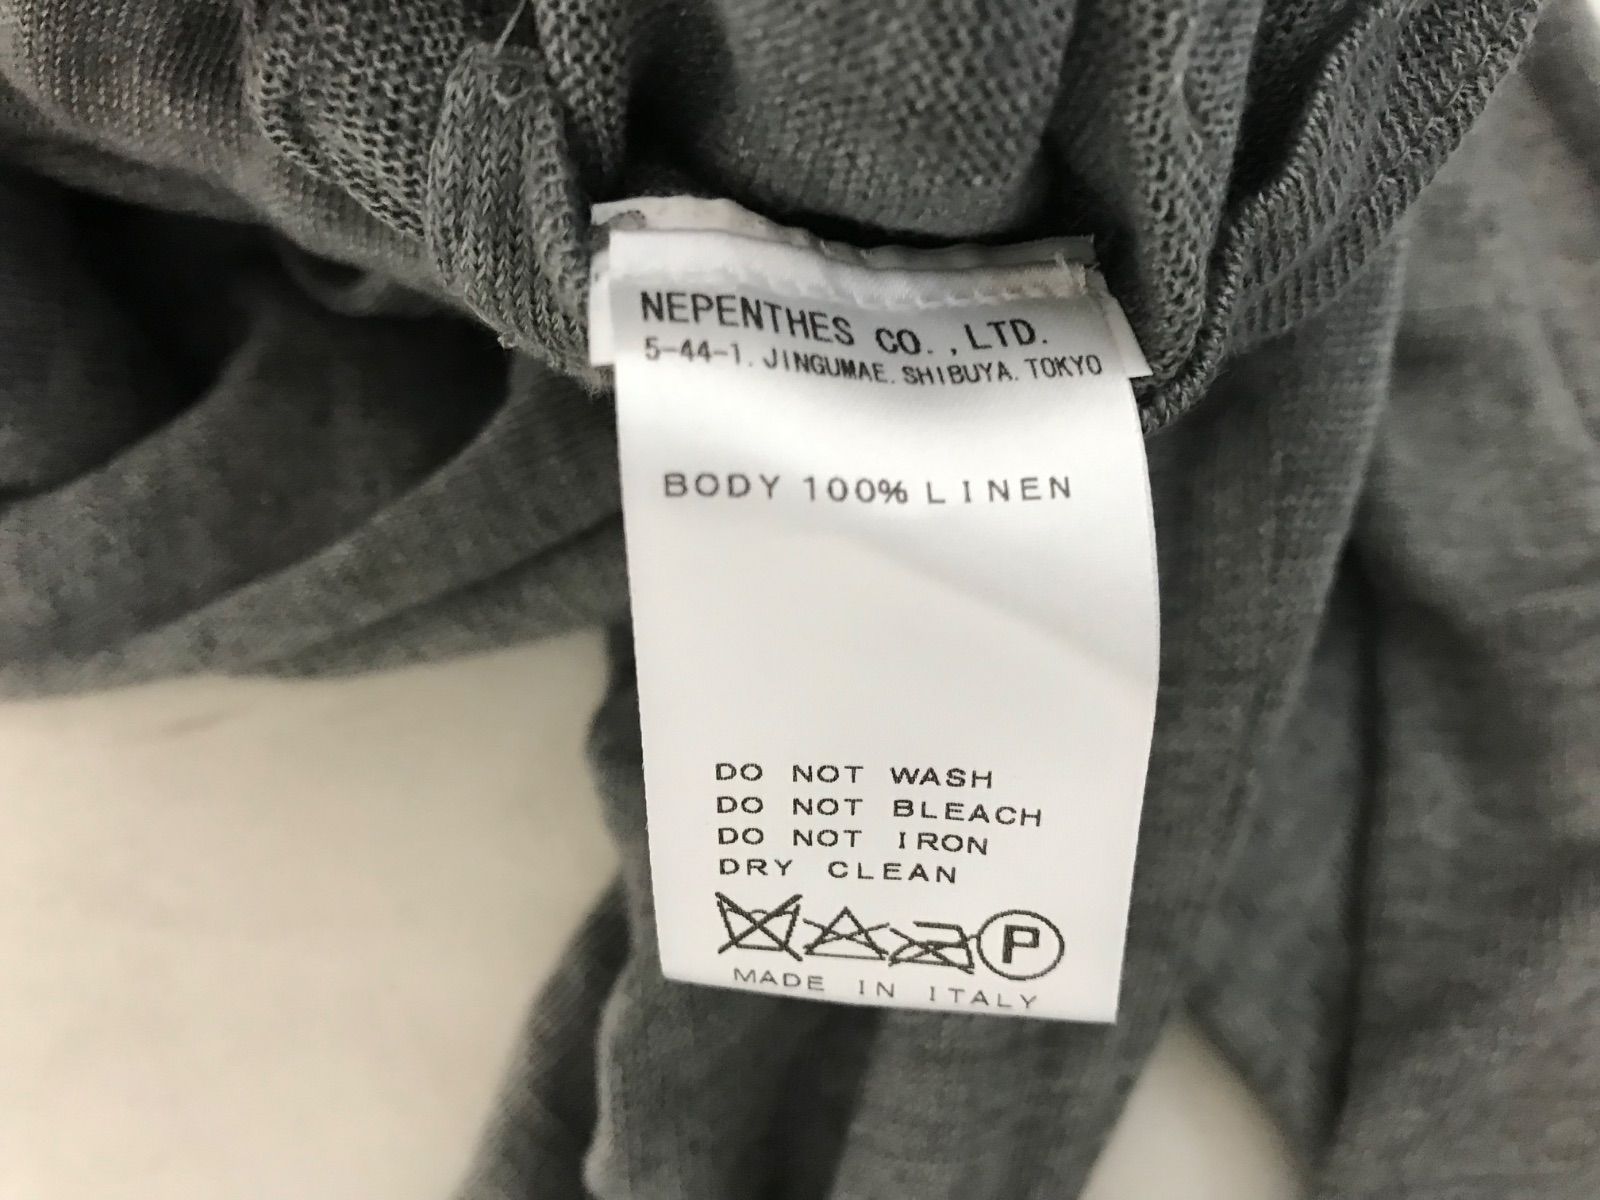 NEPENTHES CO.,LTD.
5-44-1. JINGUMAE. SHIBUYA. TOKYO
BODY 100% LINEN
DO NOT WASH
DO NOT BLEACH
DO NOT IRON
DRY CLEAN
P
MADE IN ITALY